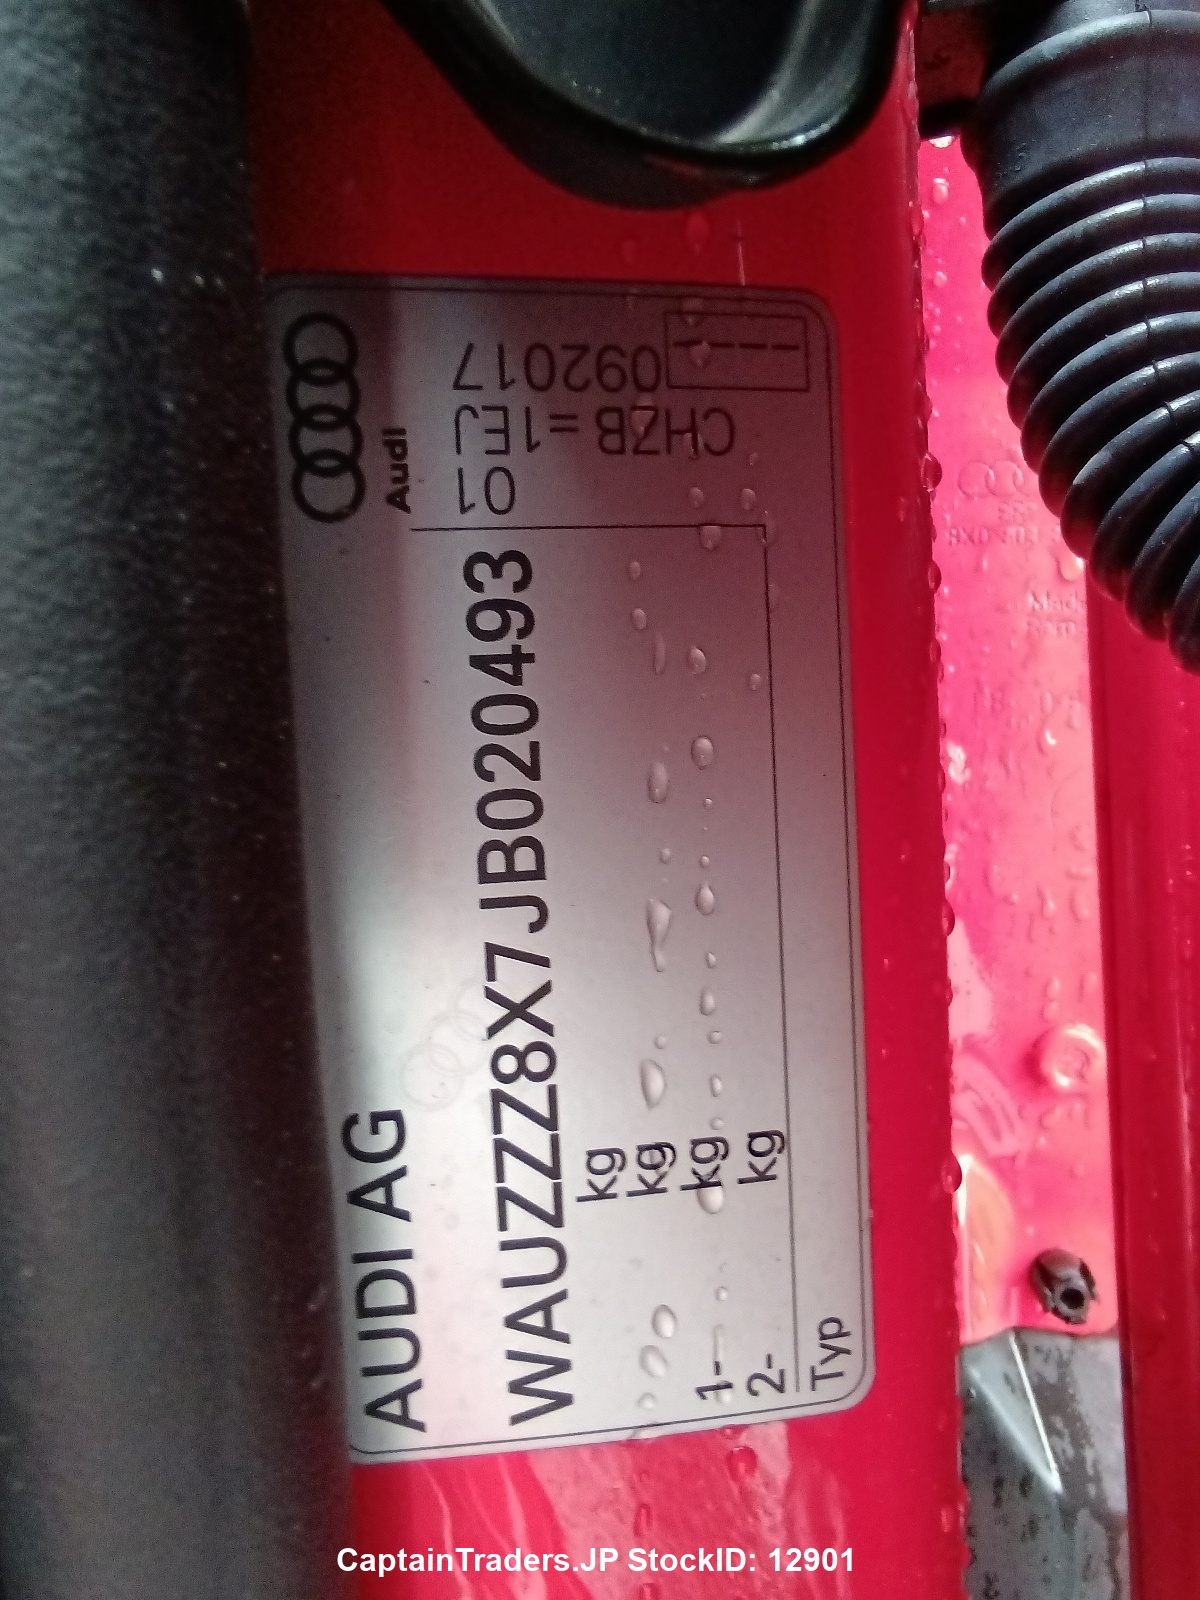 AUDI AG
Audi
WAUZZZ8X7JB020493
kg
kg
1- kg
2- kg
Typ
01
CHZB =1EJ
092017
CaptainTraders.JP StockID: 12901